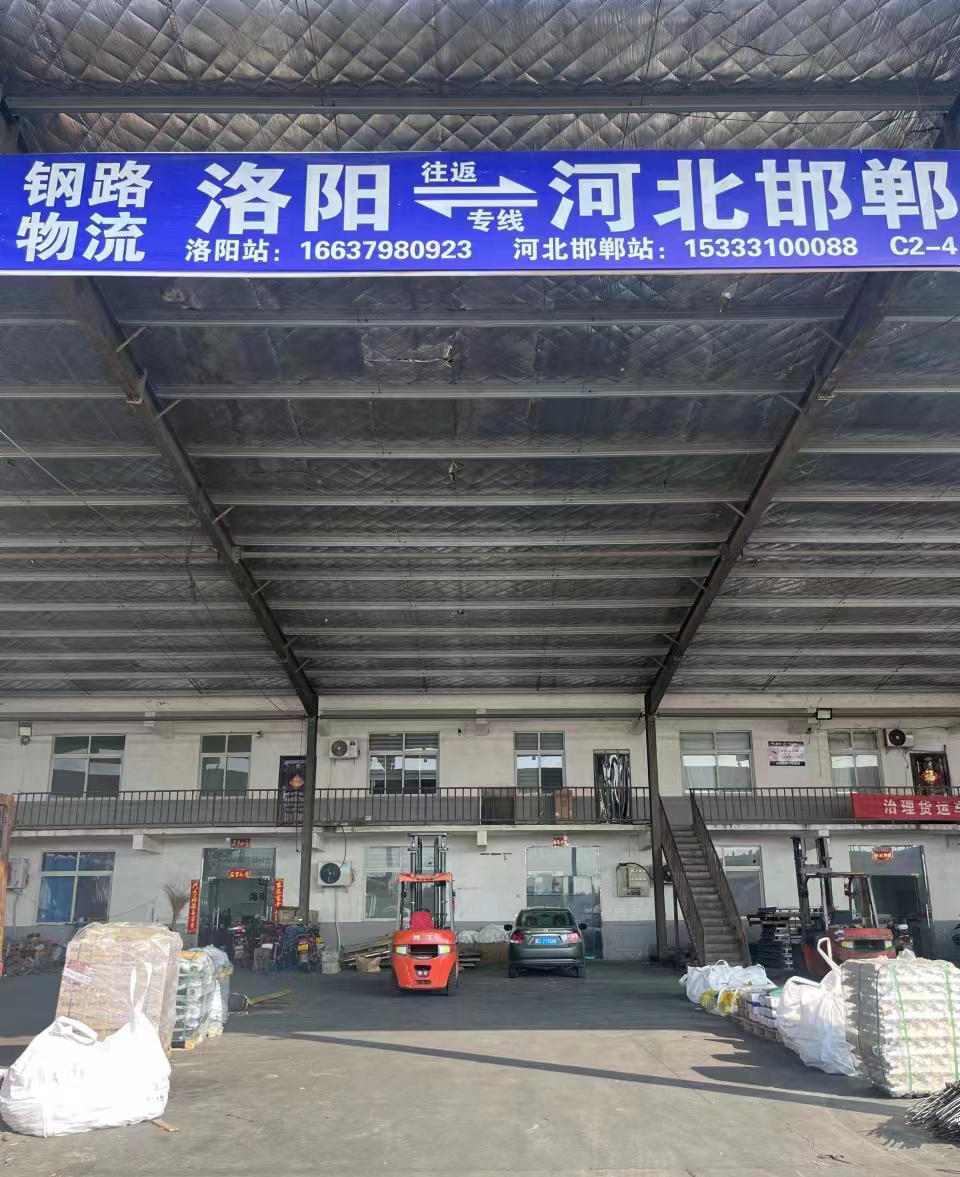 钢路
物流
洛阳 往返 专线 河北邯郸
洛阳站：16637980923 河北邯郸站：15333100088 C2-4
治理货运车